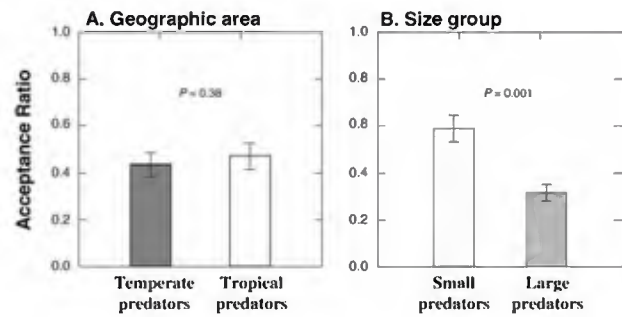 A. Geographic area
B. Size group
Acceptance Ratio
1.0
0.8
0.6
0.4
0.2
0.0
P = 0.38
Temperate predators
Tropical predators
1.0
0.8
0.6
0.4
0.2
0.0
P = 0.001
Small predators
Large predators